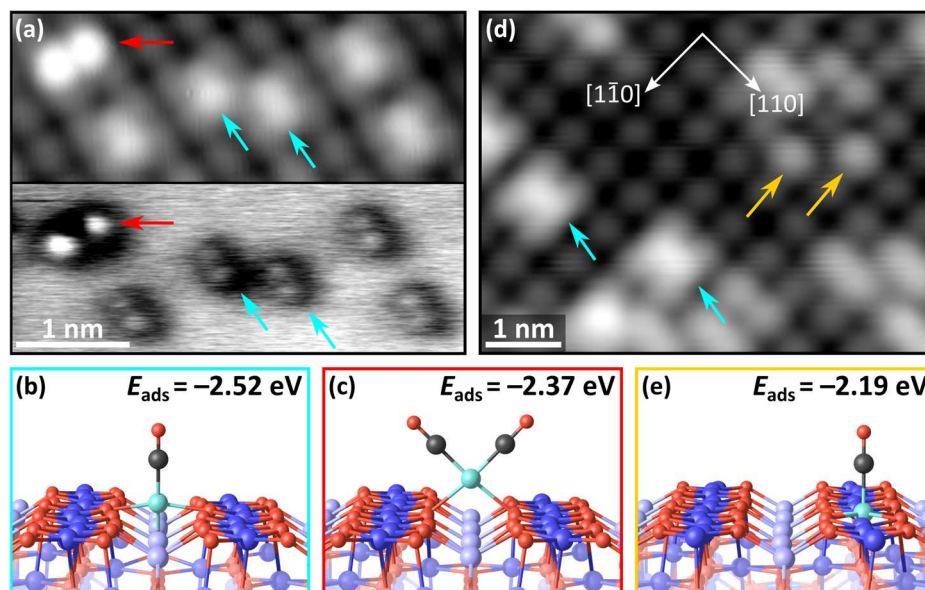 (a)
1 nm
(d)
[11̄0]
[110]
1 nm
(b) E_ads = −2.52 eV
(c) E_ads = −2.37 eV
(e) E_ads = −2.19 eV